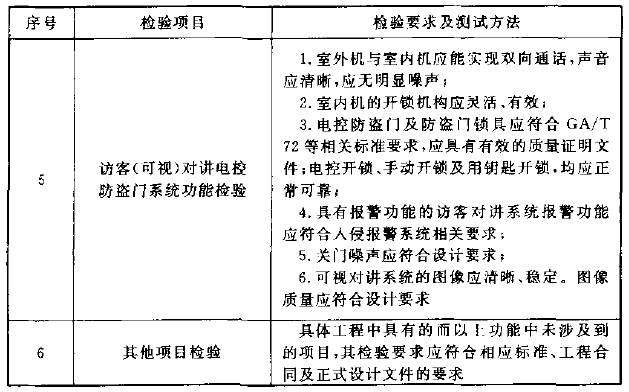 序号 检验项目 检验要求及测试方法
5 访客(可视)对讲电控防盗门系统功能检验
1.室外机与室内机应能实现双向通话,声音
应清晰,应无明显噪声;
2.室内机的开锁机构应灵活、有效;
3.电控防盗门及防盗门锁具应符合 GA/T
72等相关标准要求,应具有有效的质量证明文
件;电控开锁、手动开锁及用钥匙开锁,均应正
常可靠;
4.具有报警功能的访客对讲系统报警功能
应符合入侵报警系统相关要求;
5.关门噪声应符合设计要求;
6.可视对讲系统的图像应清晰、稳定。图像
质量应符合设计要求
6 其他项目检验
具体工程中具有的而以上功能中未涉及到
的项目,其检验要求应符合相应标准、工程合
同及正式设计文件的要求